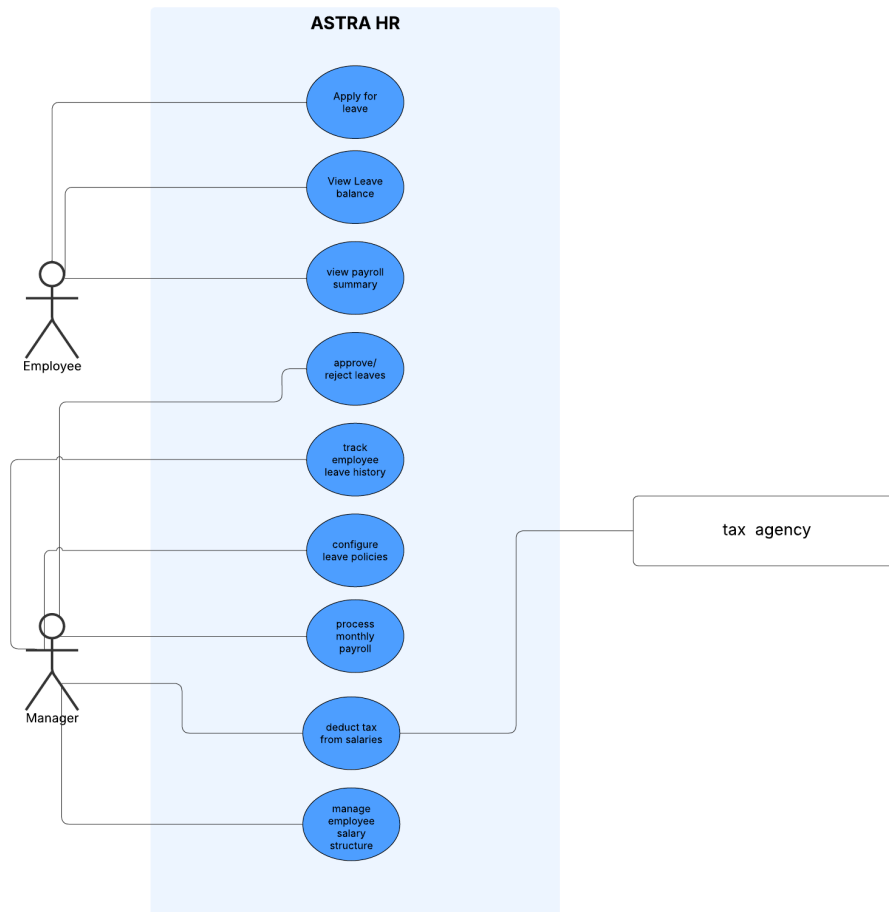 ASTRA HR
Apply for
leave
View Leave
balance
view payroll
summary
Employee
approve/
reject leaves
track
employee
leave history
tax agency
configure
leave policies
process
monthly
payroll
Manager
deduct tax
from salaries
manage
employee
salary
structure